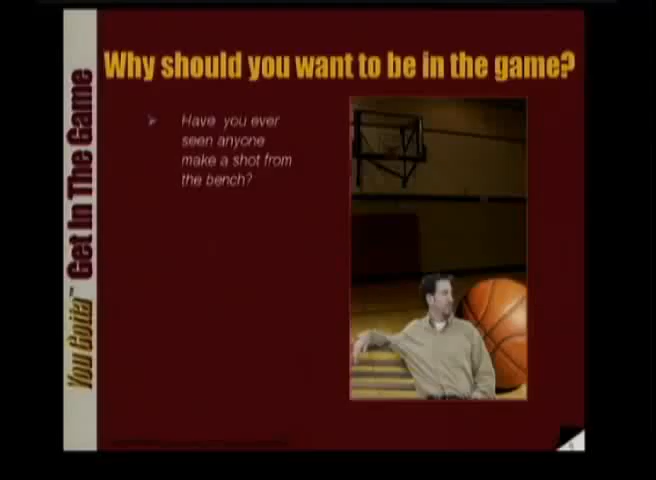 Why should you want to be in the game?
Have you ever
seen anyone
make a shot from
the bench?
You Gotta™ Get In The Game